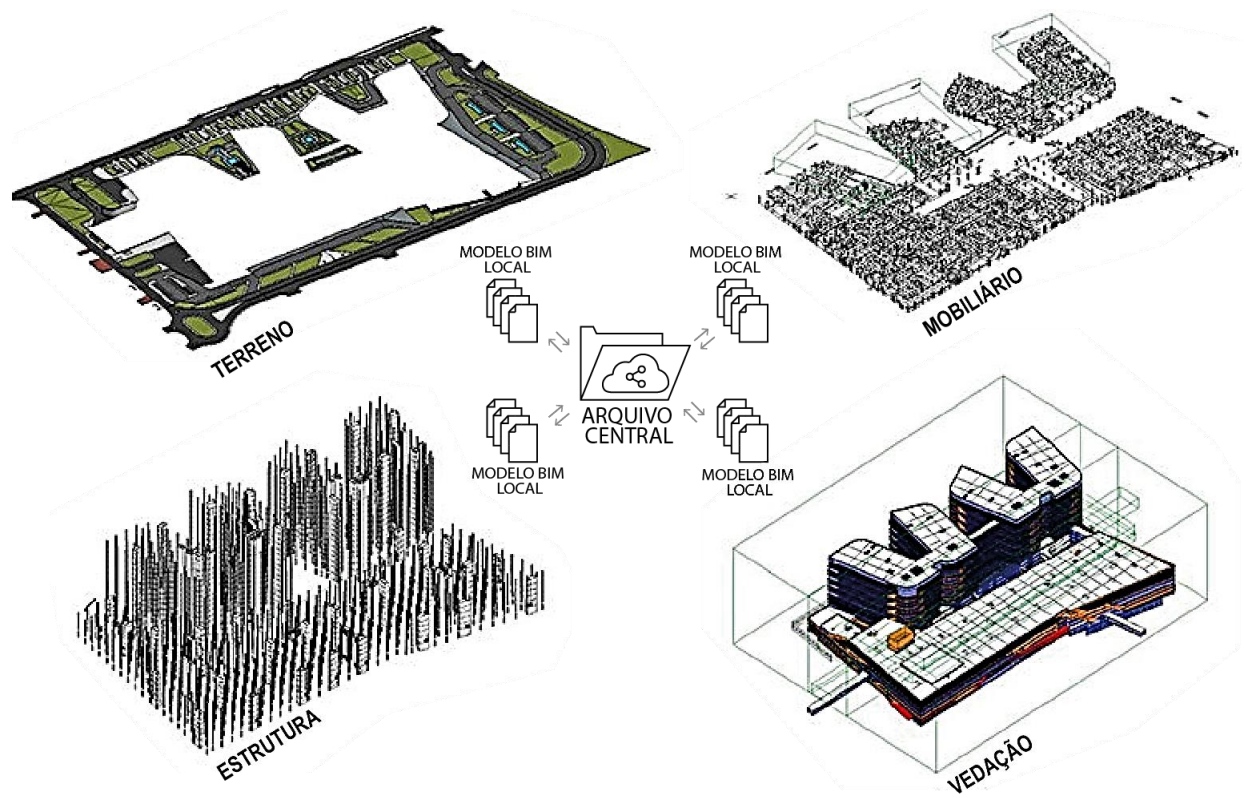 MODELO BIM
LOCAL
MODELO BIM
LOCAL
TERRENO
MOBILIÁRIO
ARQUIVO
CENTRAL
MODELO BIM
LOCAL
MODELO BIM
LOCAL
ESTRUTURA
VEDAÇÃO